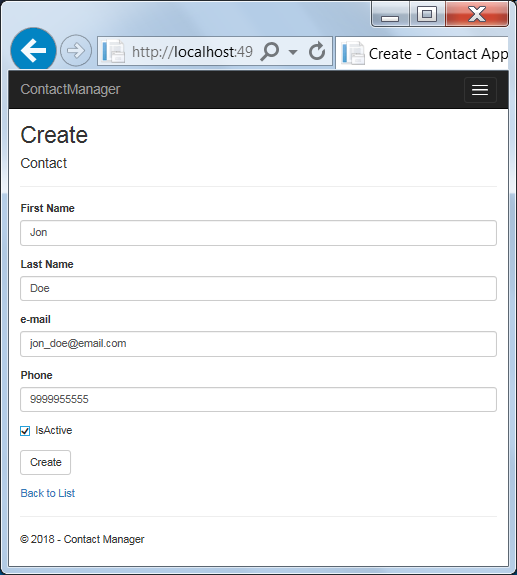 http://localhost:49
Create - Contact App
ContactManager
Create
Contact
First Name
Jon
Last Name
Doe
e-mail
jon_doe@email.com
Phone
9999955555
IsActive
Create
Back to List
© 2018 - Contact Manager